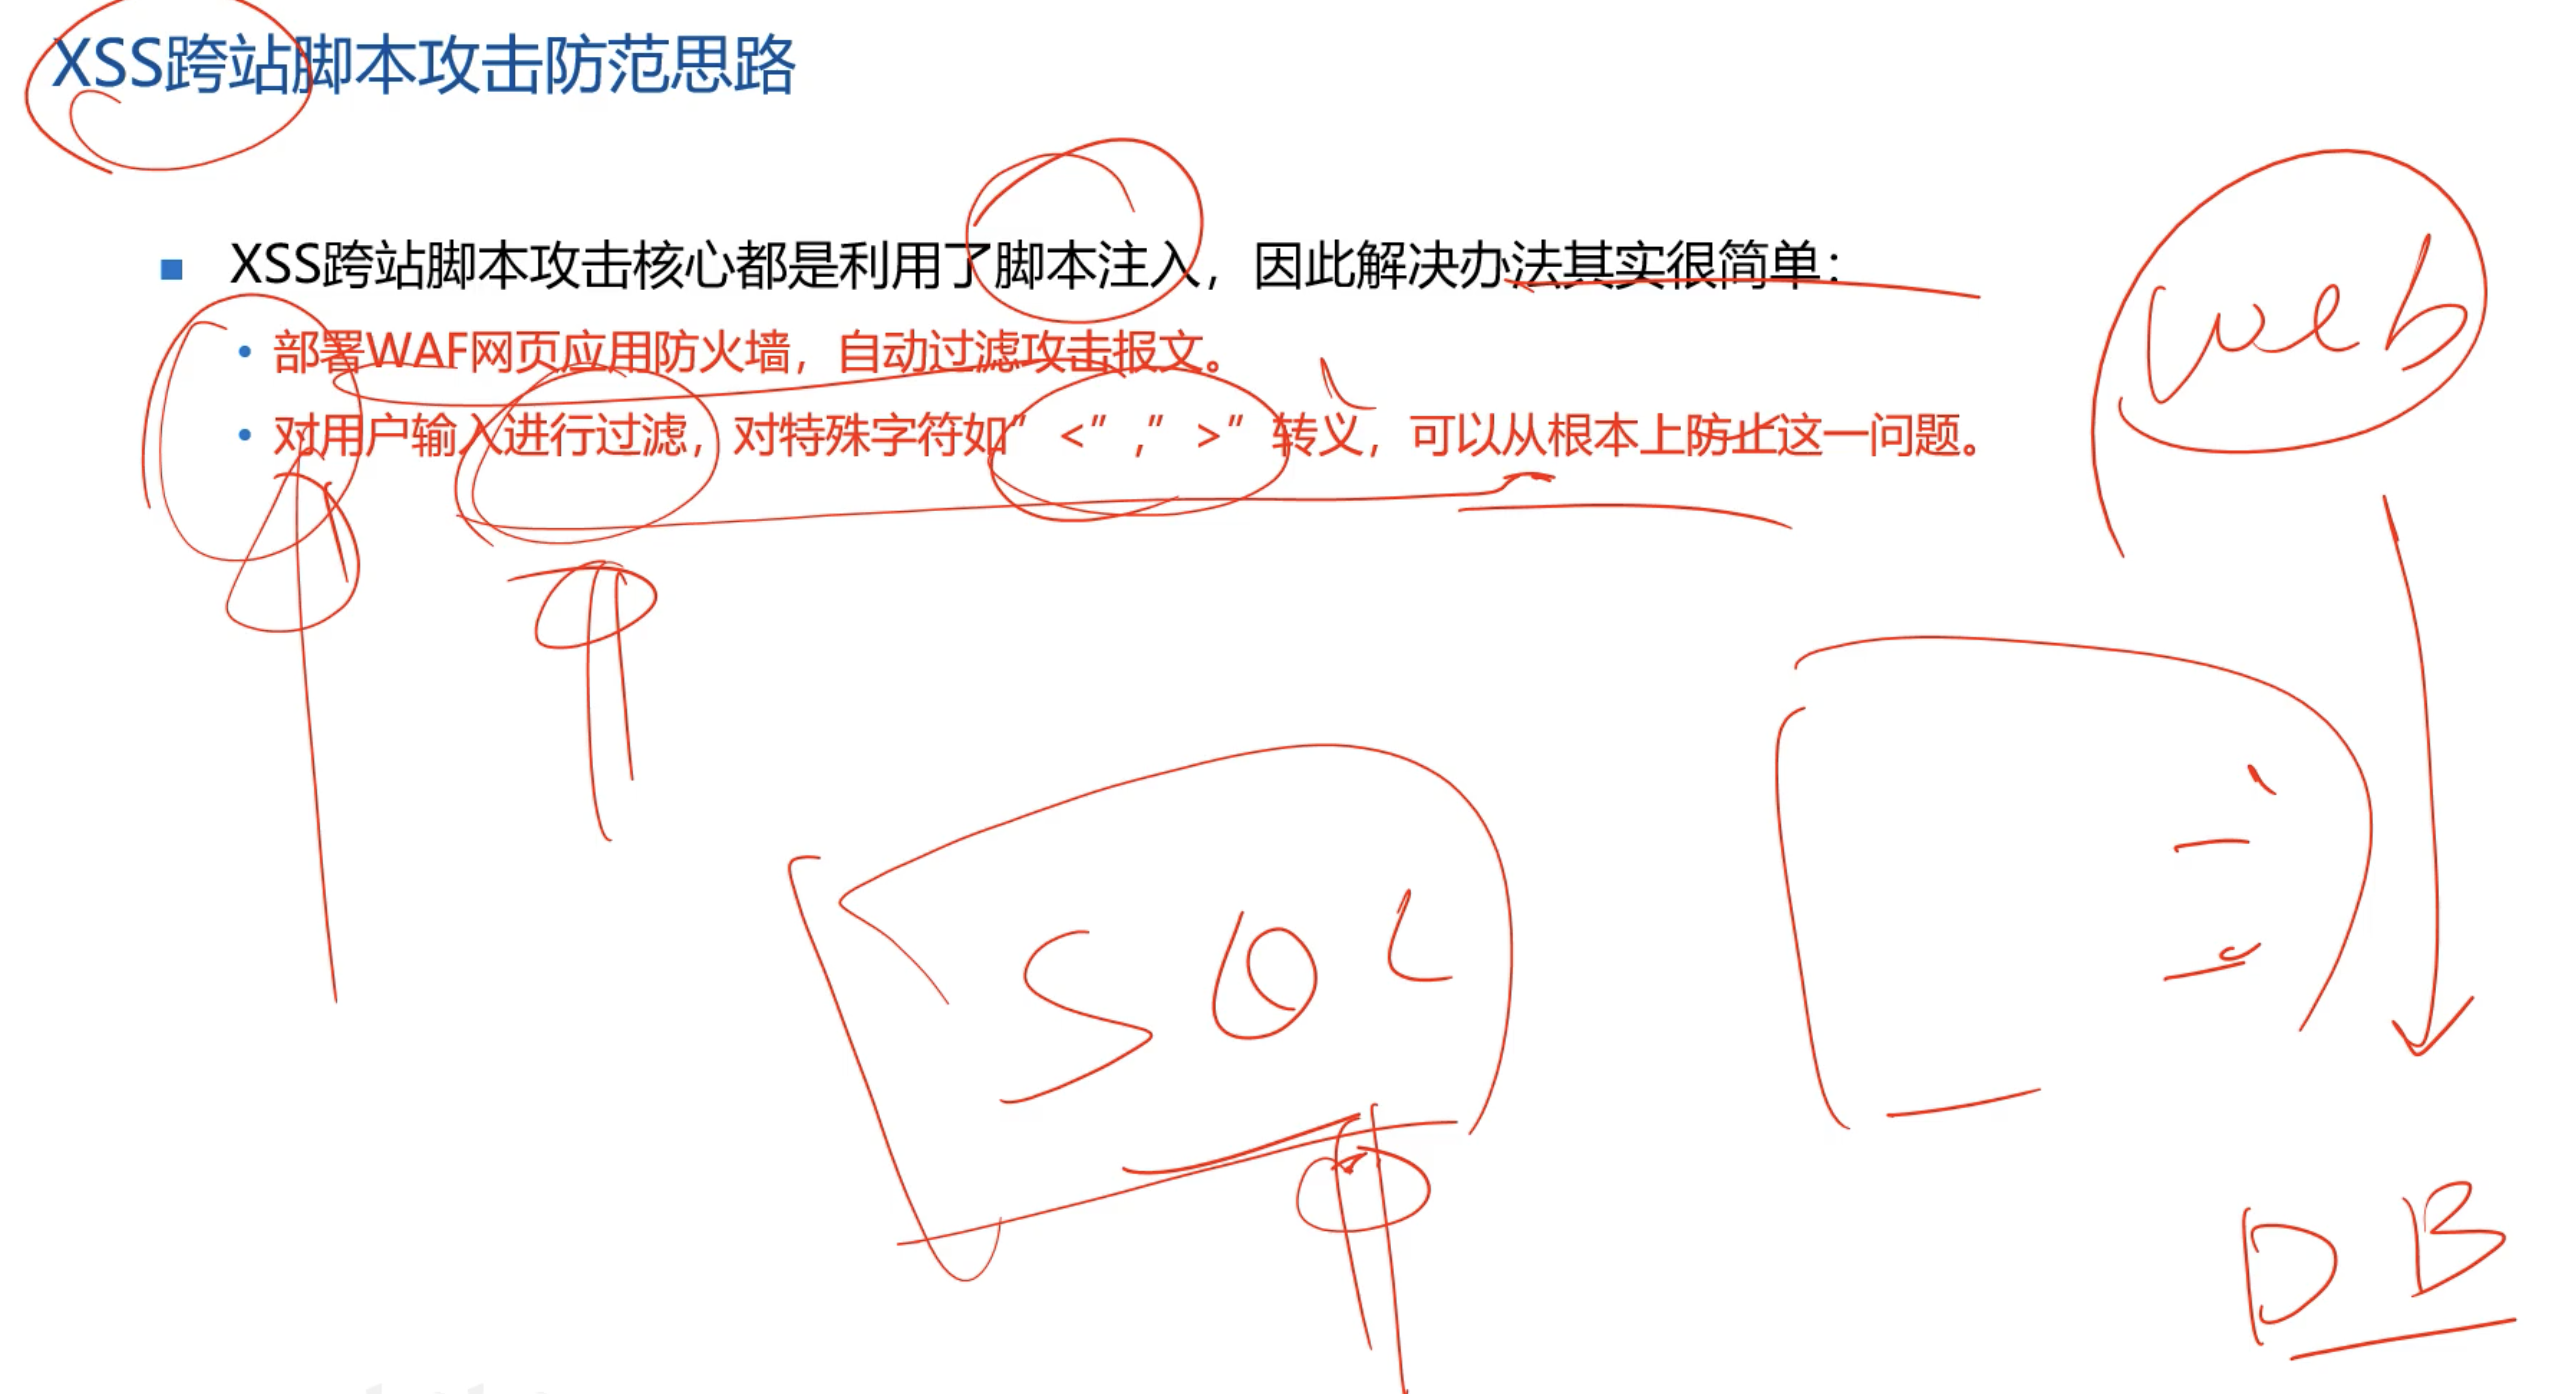 XSS跨站脚本攻击防范思路
XSS跨站脚本攻击核心都是利用了脚本注入，因此解决办法其实很简单：
部署WAF网页应用防火墙，自动过滤攻击报文。
对用户输入进行过滤，对特殊字符如”<”,”>”转义，可以从根本上防止这一问题。
web
SQL
DB